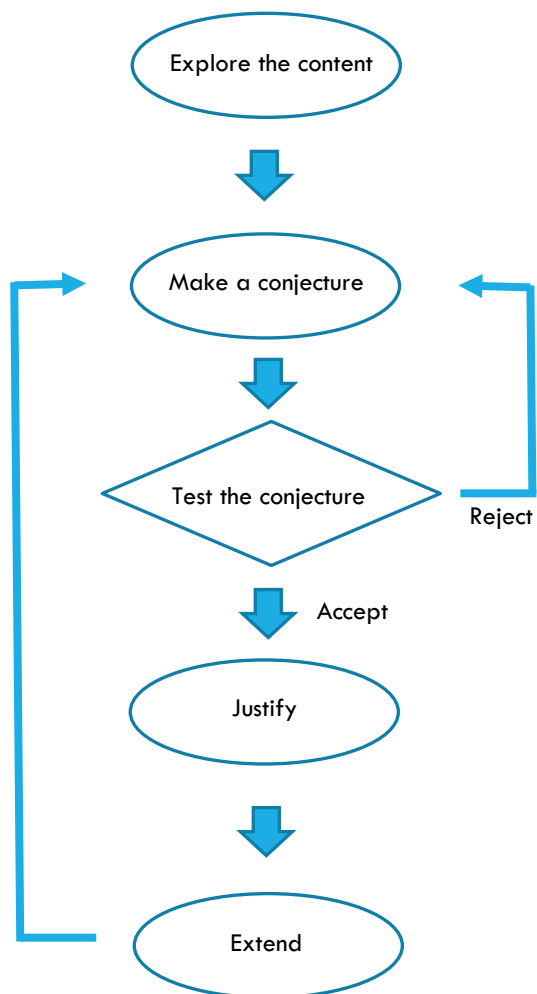 Explore the content
Make a conjecture
Test the conjecture
Reject
Accept
Justify
Extend